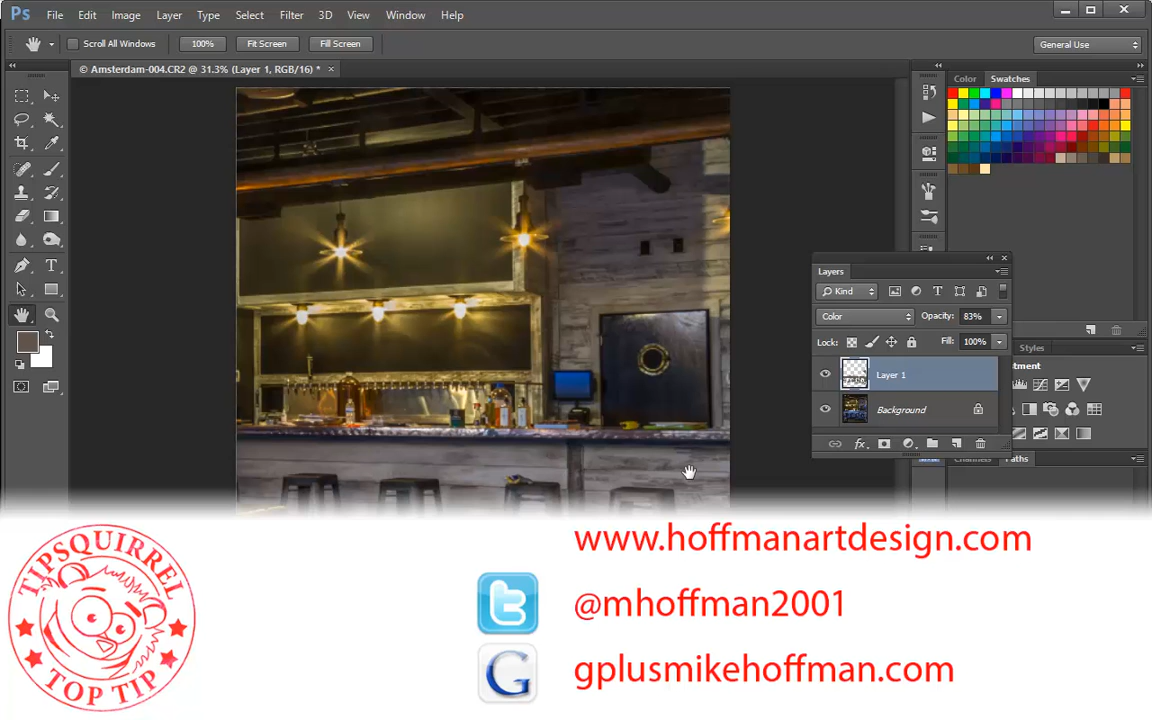 Ps File Edit Image Layer Type Select Filter 3D View Window Help
Scroll All Windows 100% Fit Screen Fill Screen General Use
© Amsterdam-004.CR2 @ 31.3% (Layer 1, RGB/16) * ×
Color Swatches
Layers
Kind
Color Opacity: 83%
Lock: Fill: 100%
Layer 1
Background
Styles
Channels Paths
TIPSQUIRREL
TOP TIP
www.hoffmanartdesign.com
@mhoffman2001
gplusmikehoffman.com